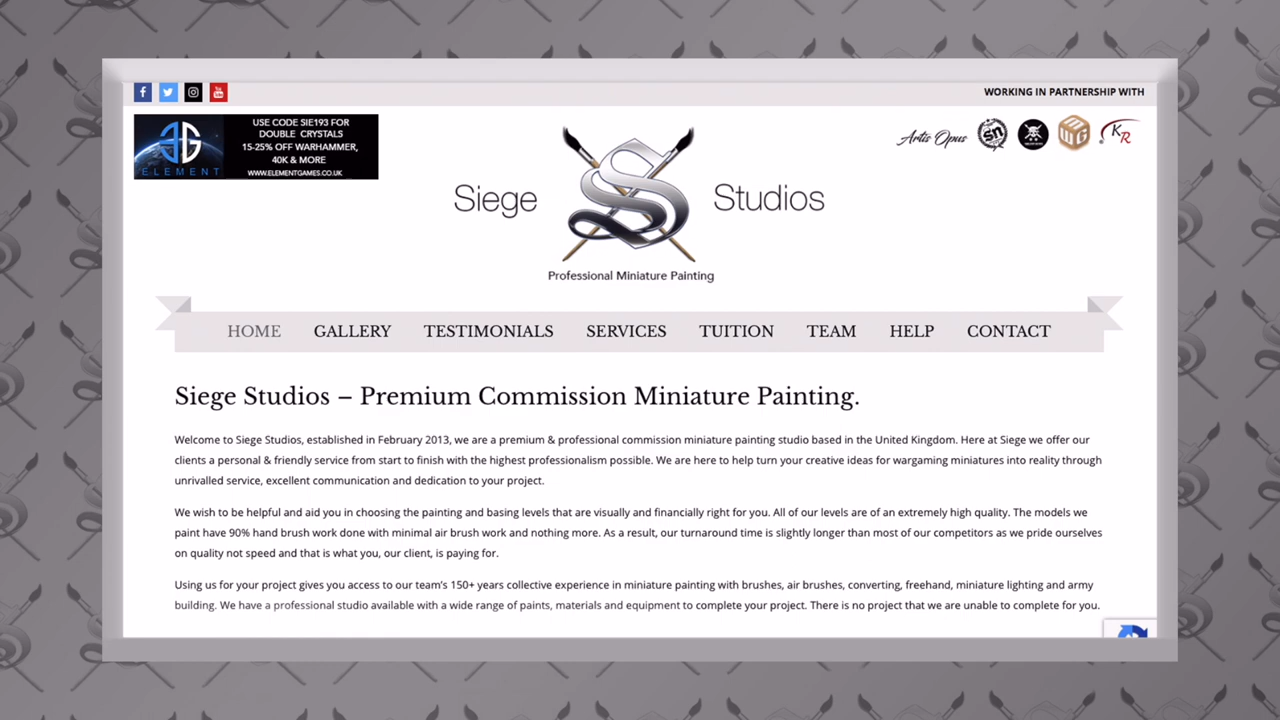 WORKING IN PARTNERSHIP WITH
USE CODE SIE193 FOR
DOUBLE CRYSTALS
15-25% OFF WARHAMMER,
40K & MORE
WWW.ELEMENTGAMES.CO.UK
ELEMENT
Artis Opus
KR
Siege
Studios
Professional Miniature Painting
HOME GALLERY TESTIMONIALS SERVICES TUITION TEAM HELP CONTACT
Siege Studios – Premium Commission Miniature Painting.
Welcome to Siege Studios, established in February 2013, we are a premium & professional commission miniature painting studio based in the United Kingdom. Here at Siege we offer our
clients a personal & friendly service from start to finish with the highest professionalism possible. We are here to help turn your creative ideas for wargaming miniatures into reality through
unrivalled service, excellent communication and dedication to your project.
We wish to be helpful and aid you in choosing the painting and basing levels that are visually and financially right for you. All of our levels are of an extremely high quality. The models we
paint have 90% hand brush work done with minimal air brush work and nothing more. As a result, our turnaround time is slightly longer than most of our competitors as we pride ourselves
on quality not speed and that is what you, our client, is paying for.
Using us for your project gives you access to our team's 150+ years collective experience in miniature painting with brushes, air brushes, converting, freehand, miniature lighting and army
building. We have a professional studio available with a wide range of paints, materials and equipment to complete your project. There is no project that we are unable to complete for you.